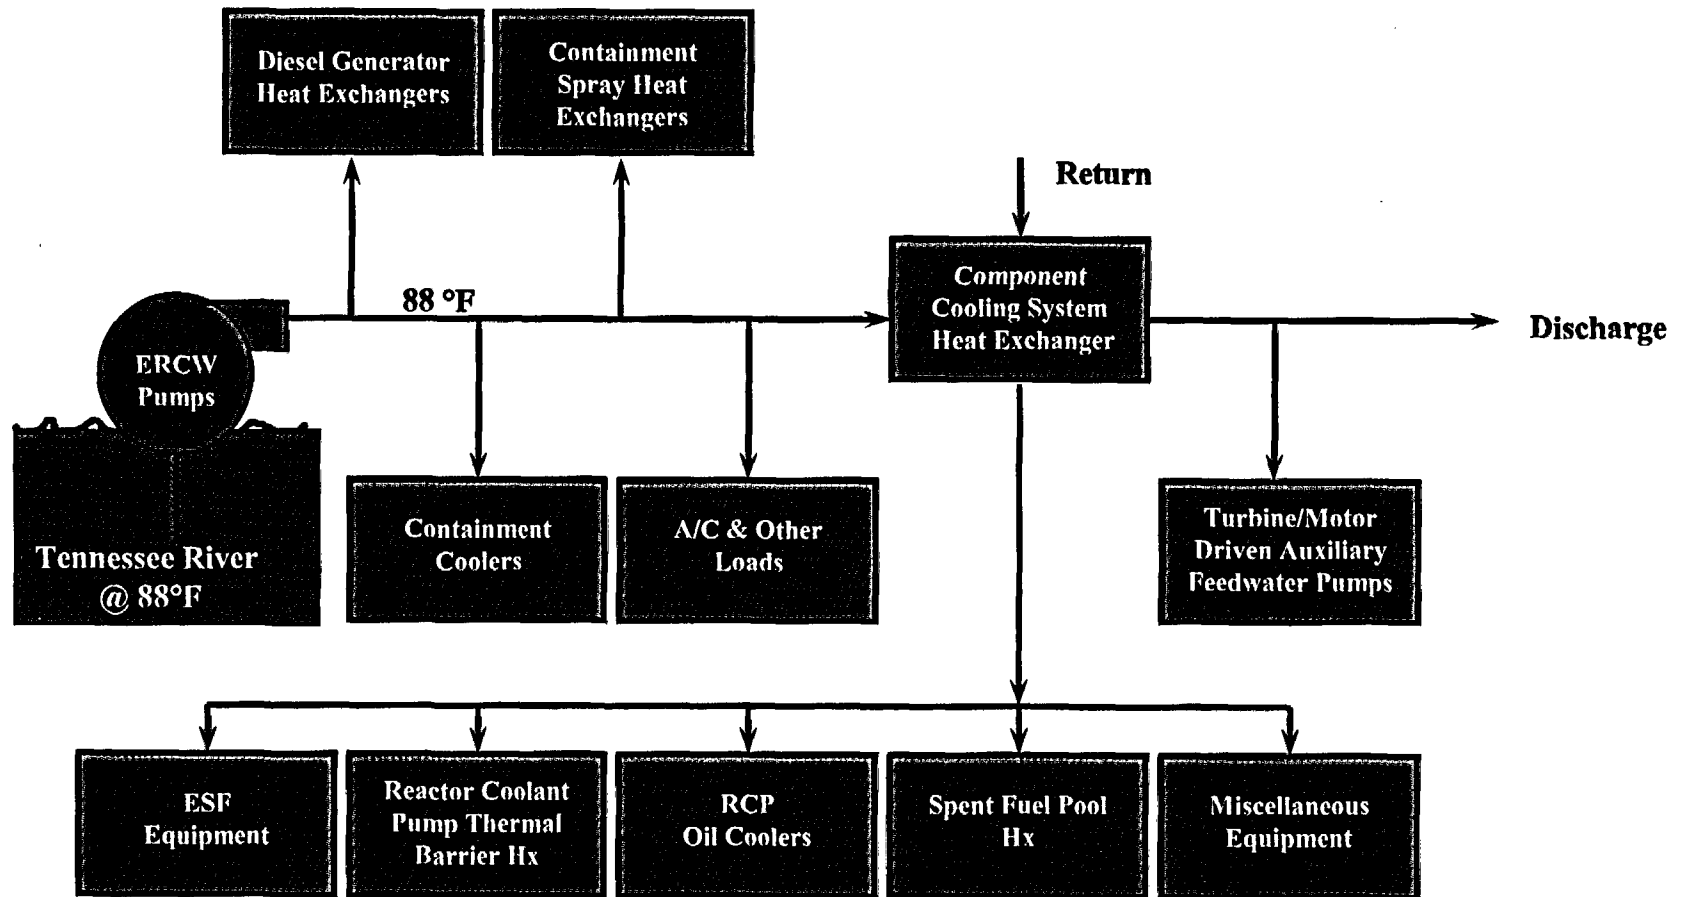 Diesel Generator
Heat Exchangers
Containment
Spray Heat
Exchangers
Return
88 °F
Component
Cooling System
Heat Exchanger
Discharge
ERCW
Pumps
Tennessee River
@ 88°F
Containment
Coolers
A/C & Other
Loads
Turbine/Motor
Driven Auxiliary
Feedwater Pumps
ESF
Equipment
Reactor Coolant
Pump Thermal
Barrier Hx
RCP
Oil Coolers
Spent Fuel Pool
Hx
Miscellaneous
Equipment